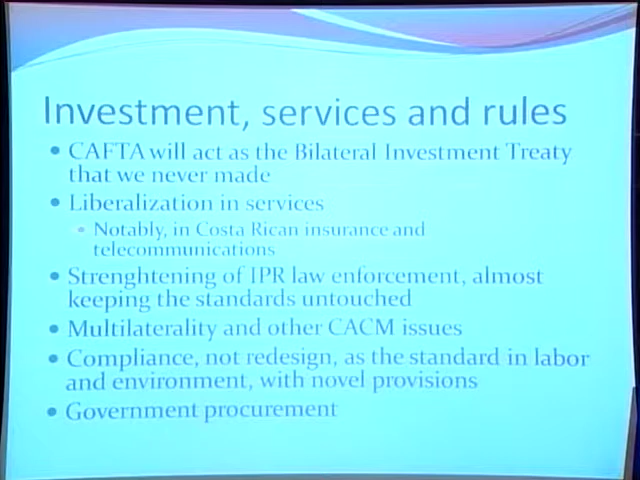 Investment, services and rules
• CAFTA will act as the Bilateral Investment Treaty
that we never made
• Liberalization in services
• Notably, in Costa Rican insurance and
telecommunications
• Strenghtening of IPR law enforcement, almost
keeping the standards untouched
• Multilaterality and other CACM issues
• Compliance, not redesign, as the standard in labor
and environment, with novel provisions
• Government procurement